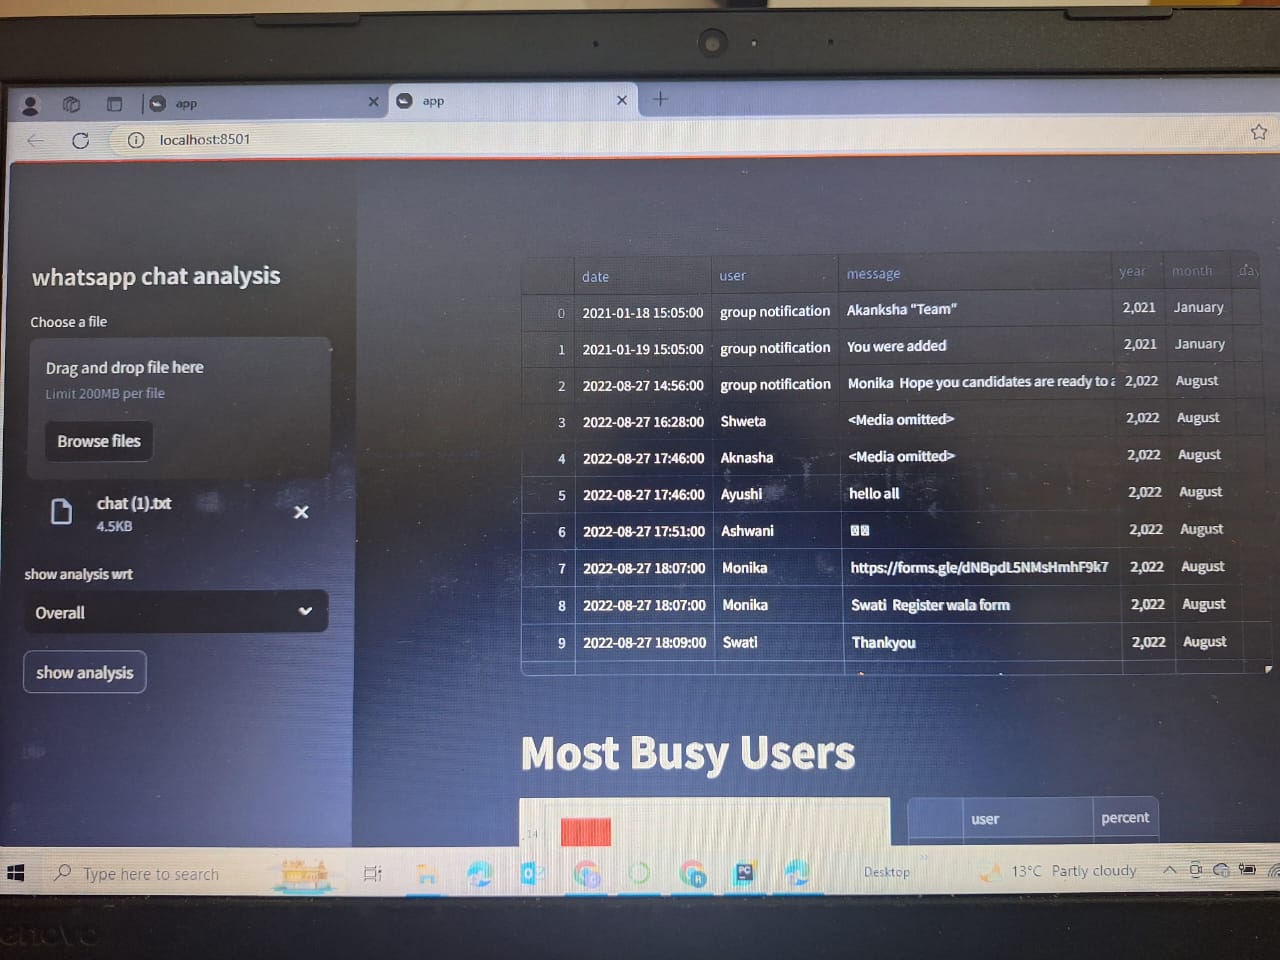 app
app
localhost:8501
whatsapp chat analysis
Choose a file
Drag and drop file here
Limit 200MB per file
Browse files
chat (1).txt
4.5KB
show analysis wrt
Overall
show analysis
date user message year month day
0 2021-01-18 15:05:00 group notification Akanksha "Team" 2,021 January
1 2021-01-19 15:05:00 group notification You were added 2,021 January
2 2022-08-27 14:56:00 group notification Monika Hope you candidates are ready to a 2,022 August
3 2022-08-27 16:28:00 Shweta <Media omitted> 2,022 August
4 2022-08-27 17:46:00 Aknasha <Media omitted> 2,022 August
5 2022-08-27 17:46:00 Ayushi hello all 2,022 August
6 2022-08-27 17:51:00 Ashwani 2,022 August
7 2022-08-27 18:07:00 Monika https://forms.gle/dNBpdL5NMsHmhF9k7 2,022 August
8 2022-08-27 18:07:00 Monika Swati Register wala form 2,022 August
9 2022-08-27 18:09:00 Swati Thankyou 2,022 August
Most Busy Users
14
user percent
Type here to search
Desktop
13°C Partly cloudy